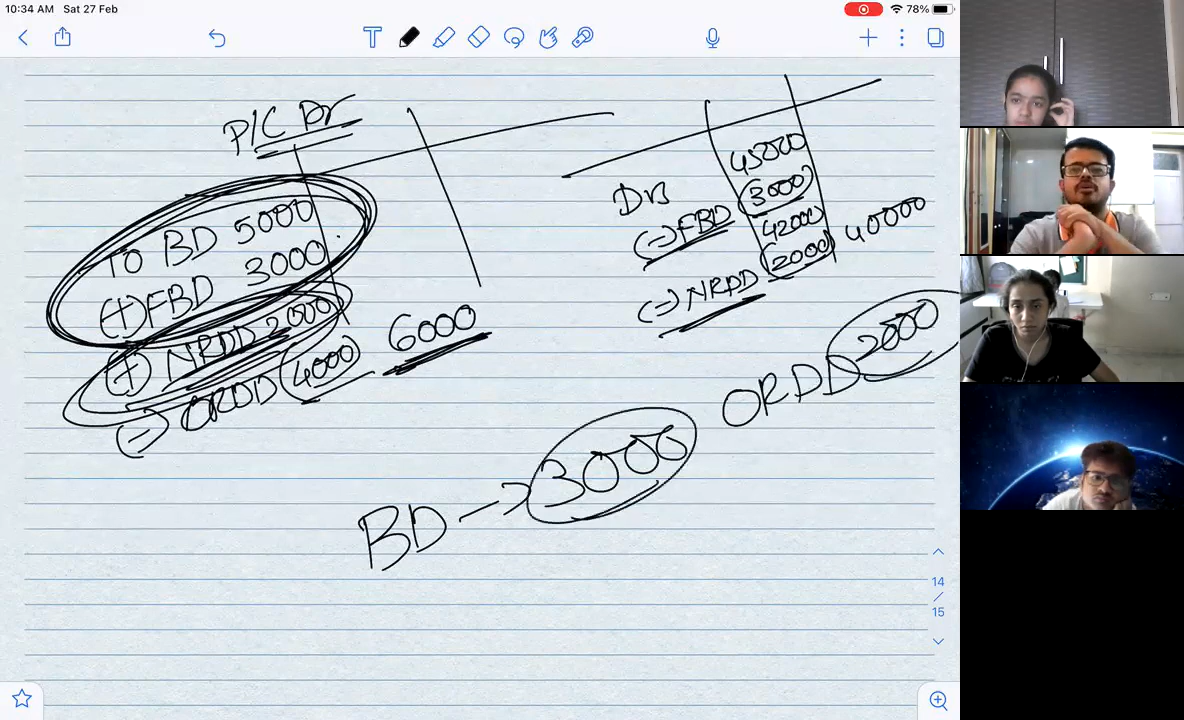 10:34 AM Sat 27 Feb
78%
P/C Dr
To BD 5000
(+) FBD 3000
(+) NRDD 2000
(-) ORDD 4000
6000
45000
Drs
3000
(-) FBD
42000
(-) NRDD 2000
40000
ORDD 2000
BD → 3000
14
/
15